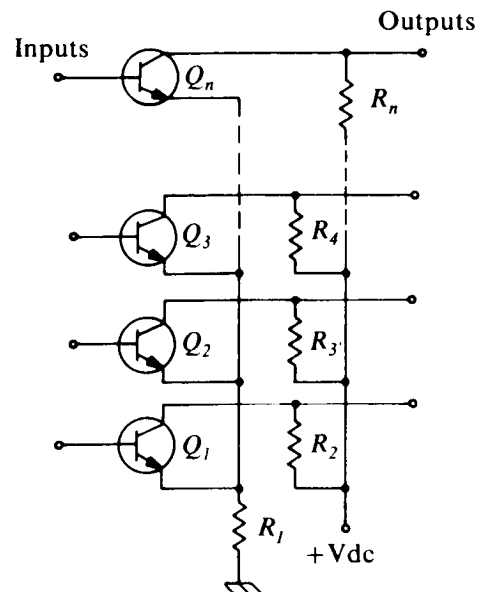 Outputs
Inputs
Qn
Rn
Q3
R4
Q2
R3
Q1
R2
R1
+Vdc